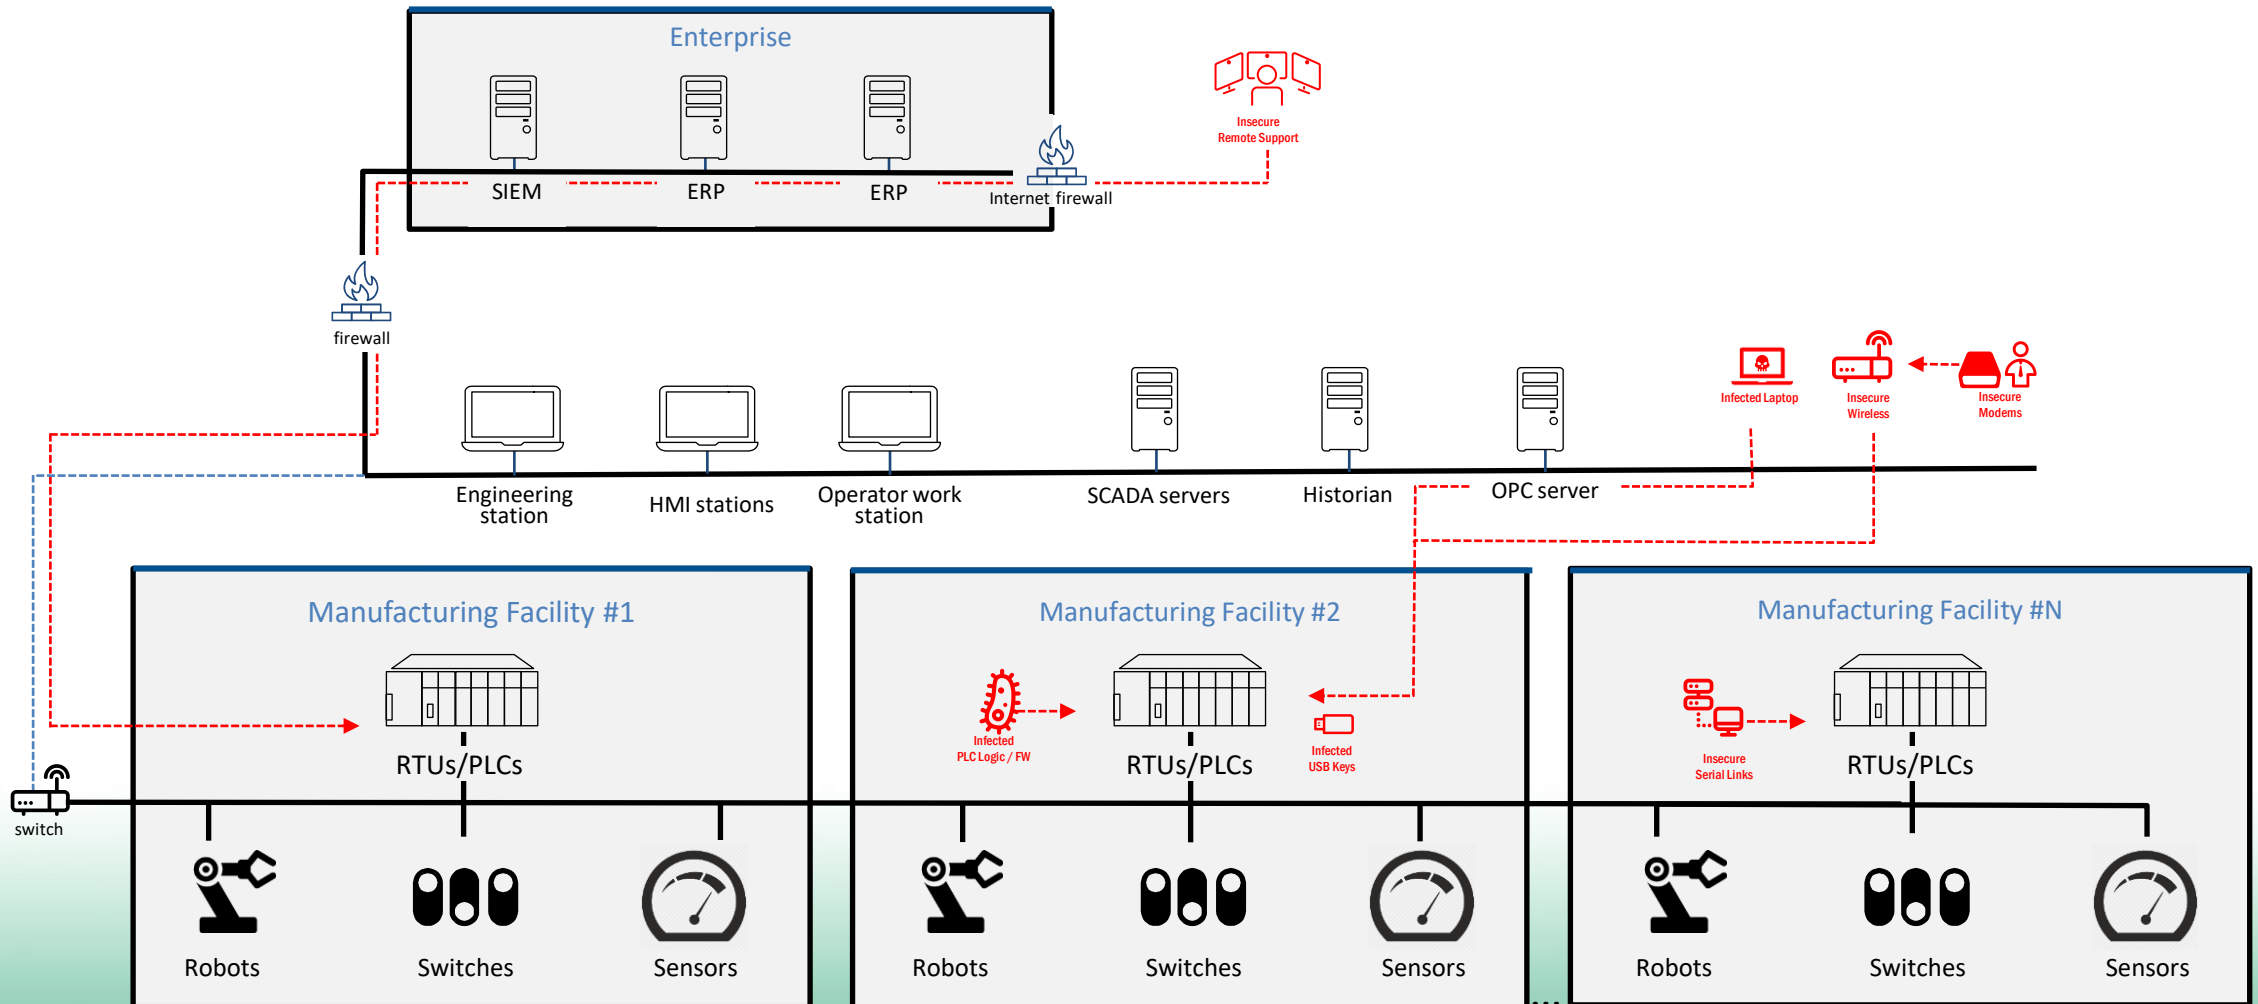 Enterprise
Insecure
Remote Support
SIEM
ERP
ERP
Internet firewall
firewall
Infected Laptop
Insecure
Wireless
Insecure
Modems
Engineering
station
HMI stations
Operator work
station
SCADA servers
Historian
OPC server
Manufacturing Facility #1
Manufacturing Facility #2
Manufacturing Facility #N
RTUs/PLCs
Infected
PLC Logic / FW
RTUs/PLCs
Infected
USB Keys
Insecure
Serial Links
RTUs/PLCs
switch
Robots
Switches
Sensors
Robots
Switches
Sensors
...
Robots
Switches
Sensors